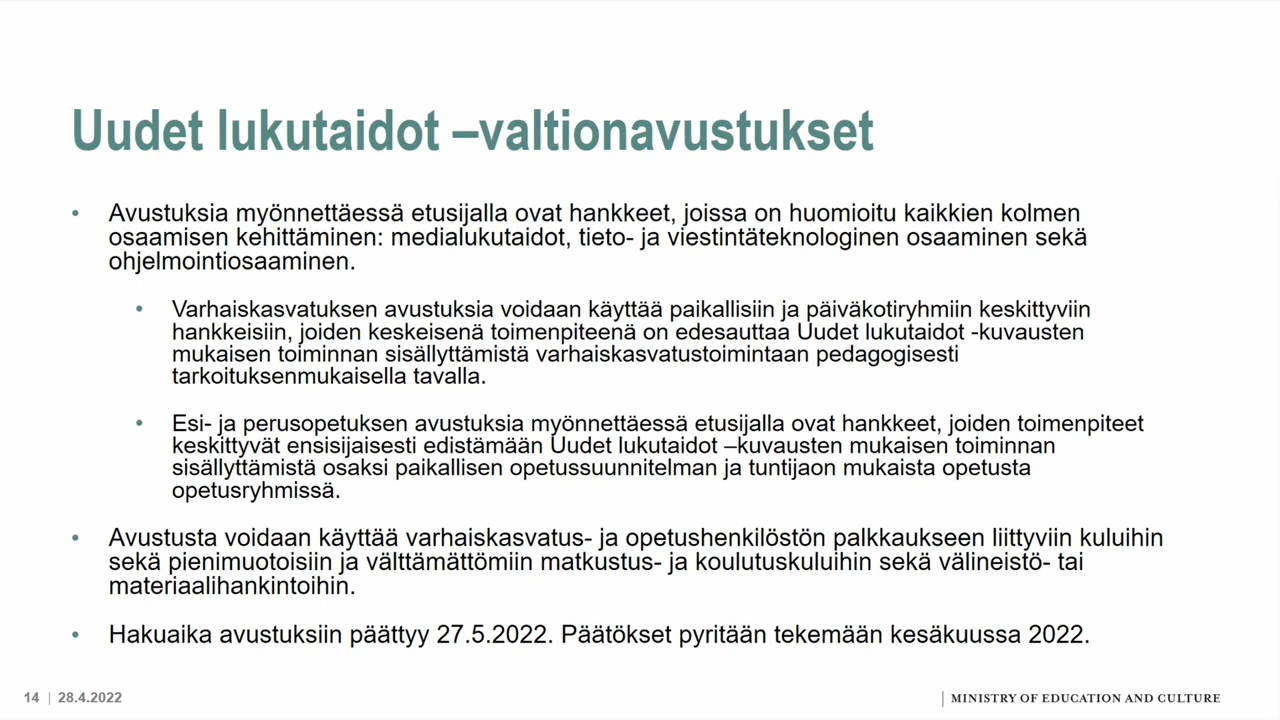 Uudet lukutaidot –valtionavustukset
• Avustuksia myönnettäessä etusijalla ovat hankkeet, joissa on huomioitu kaikkien kolmen
osaamisen kehittäminen: medialukutaidot, tieto- ja viestintäteknologinen osaaminen sekä
ohjelmointiosaaminen.
• Varhaiskasvatuksen avustuksia voidaan käyttää paikallisiin ja päiväkotiryhmiin keskittyviin
hankkeisiin, joiden keskeisenä toimenpiteenä on edesauttaa Uudet lukutaidot -kuvausten
mukaisen toiminnan sisällyttämistä varhaiskasvatustoimintaan pedagogisesti
tarkoituksenmukaisella tavalla.
• Esi- ja perusopetuksen avustuksia myönnettäessä etusijalla ovat hankkeet, joiden toimenpiteet
keskittyvät ensisijaisesti edistämään Uudet lukutaidot –kuvausten mukaisen toiminnan
sisällyttämistä osaksi paikallisen opetussuunnitelman ja tuntijaon mukaista opetusta
opetusryhmissä.
• Avustusta voidaan käyttää varhaiskasvatus- ja opetushenkilöstön palkkaukseen liittyviin kuluihin
sekä pienimuotoisiin ja välttämättömiin matkustus- ja koulutuskuluihin sekä välineistö- tai
materiaalihankintoihin.
• Hakuaika avustuksiin päättyy 27.5.2022. Päätökset pyritään tekemään kesäkuussa 2022.
14 | 28.4.2022
| MINISTRY OF EDUCATION AND CULTURE